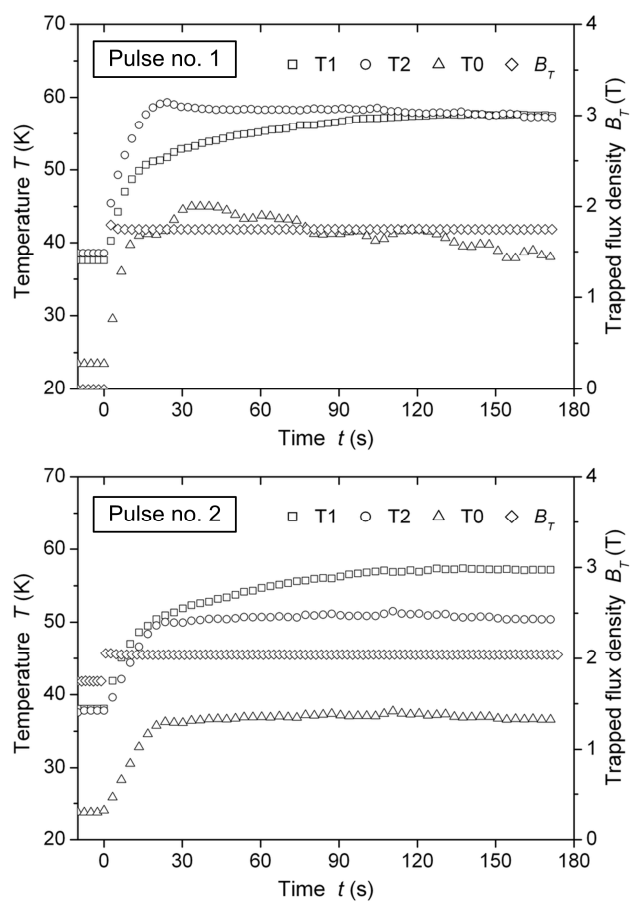 Pulse no. 1
T1 T2 T0 B_T
70
60
50
40
30
20
4
3
2
1
0
0 30 60 90 120 150 180
Temperature T (K)
Trapped flux density B_T (T)
Time t (s)
Pulse no. 2
T1 T2 T0 B_T
70
60
50
40
30
20
4
3
2
1
0
0 30 60 90 120 150 180
Temperature T (K)
Trapped flux density B_T (T)
Time t (s)